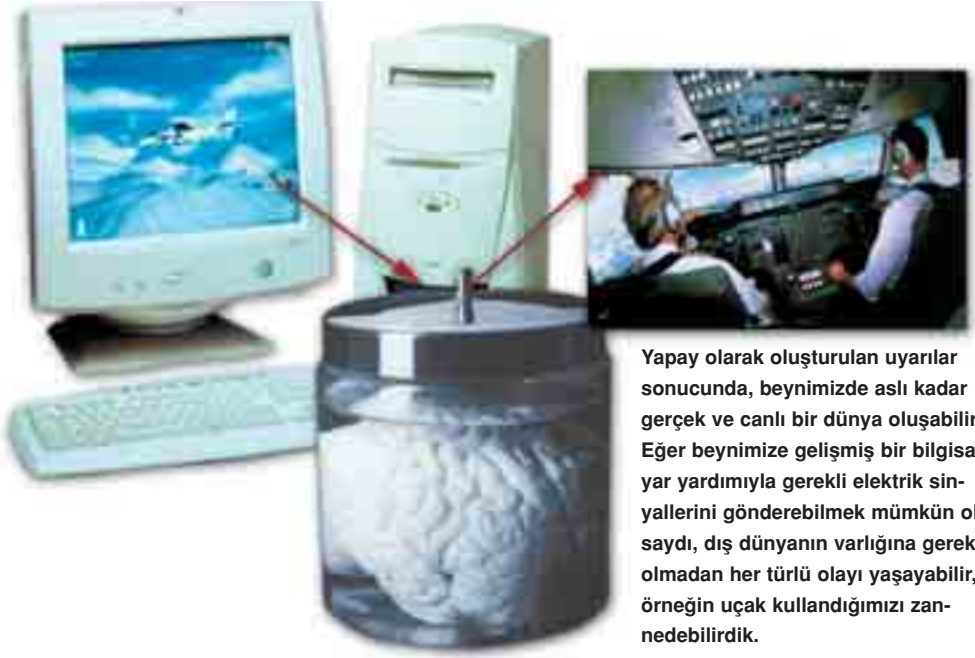 Yapay olarak oluşturulan uyarılar
sonucunda, beynimizde aslı kadar
gerçek ve canlı bir dünya oluşabilir
Eğer beynimize gelişmiş bir bilgisa
yar yardımıyla gerekli elektrik sin-
yallerini gönderebilmek mümkün ol
saydı, dış dünyanın varlığına gerek
olmadan her türlü olayı yaşayabilir,
örneğin uçak kullandığımızı zan-
nedebilirdik.